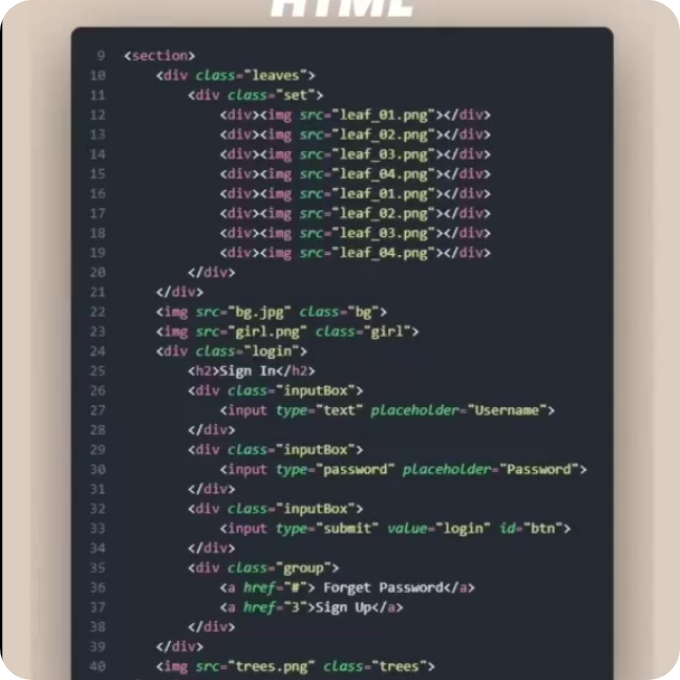 HTML
9 <section>
10 <div class="leaves">
11 <div class="set">
12 <div><img src="leaf_01.png"></div>
13 <div><img src="leaf_02.png"></div>
14 <div><img src="leaf_03.png"></div>
15 <div><img src="leaf_04.png"></div>
16 <div><img src="leaf_01.png"></div>
17 <div><img src="leaf_02.png"></div>
18 <div><img src="leaf_03.png"></div>
19 <div><img src="leaf_04.png"></div>
20 </div>
21 </div>
22 <img src="bg.jpg" class="bg">
23 <img src="girl.png" class="girl">
24 <div class="login">
25 <h2>Sign In</h2>
26 <div class="inputBox">
27 <input type="text" placeholder="Username">
28 </div>
29 <div class="inputBox">
30 <input type="password" placeholder="Password">
31 </div>
32 <div class="inputBox">
33 <input type="submit" value="login" id="btn">
34 </div>
35 <div class="group">
36 <a href="#"> Forget Password</a>
37 <a href="3">Sign Up</a>
38 </div>
39 </div>
40 <img src="trees.png" class="trees">